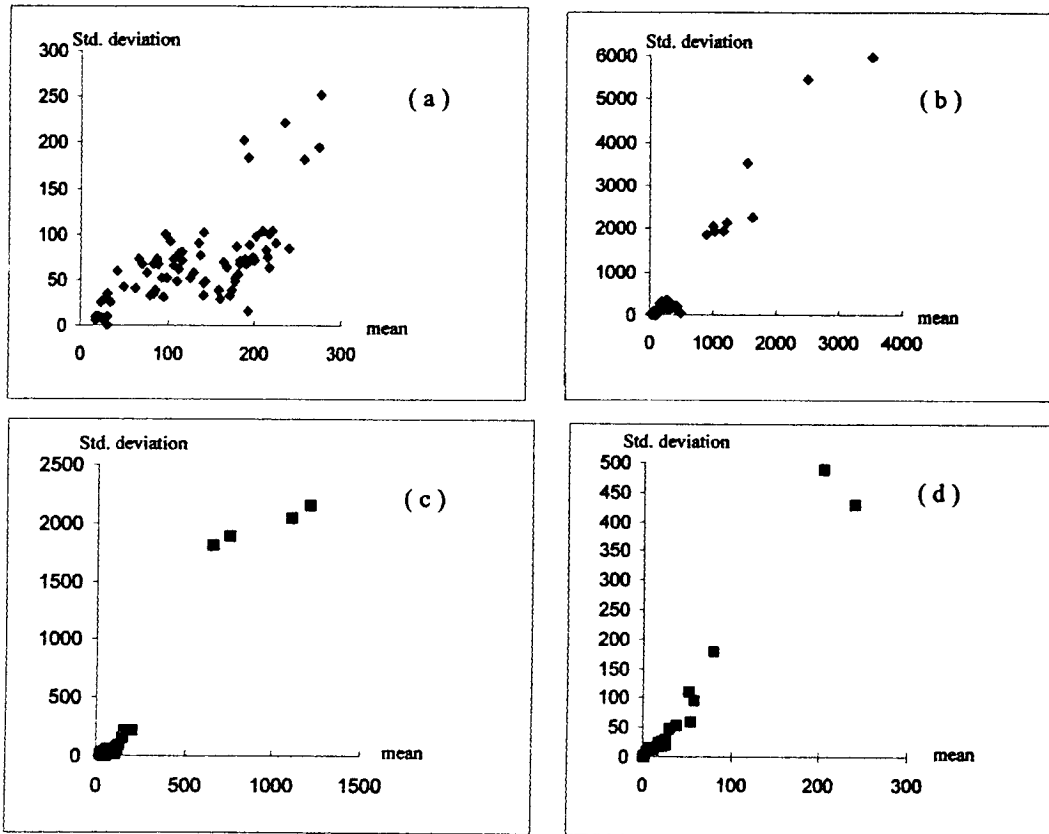 Std. deviation
300
250
200
150
100
50
0
( a )
mean
0 100 200 300
Std. deviation
6000
5000
4000
3000
2000
1000
0
( b )
mean
0 1000 2000 3000 4000
Std. deviation
2500
2000
1500
1000
500
0
( c )
mean
0 500 1000 1500
Std. deviation
500
450
400
350
300
250
200
150
100
50
0
( d )
mean
0 100 200 300